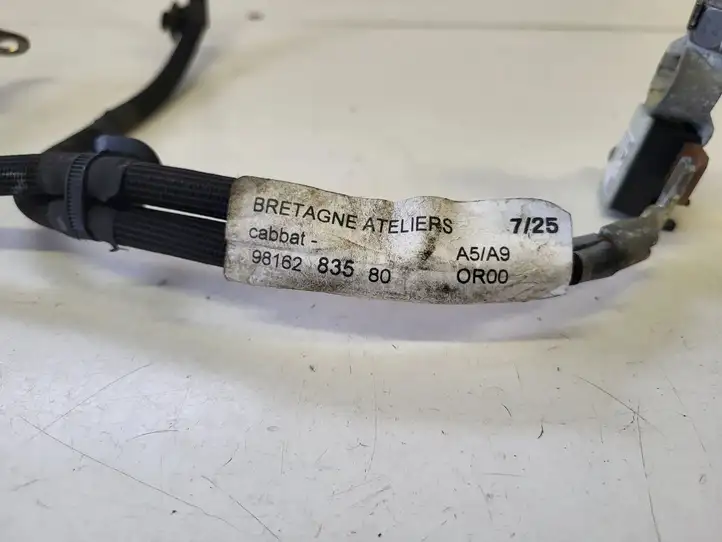 BRETAGNE ATELIERS 7/25
cabbat - A5/A9
98162 835 80 OR00